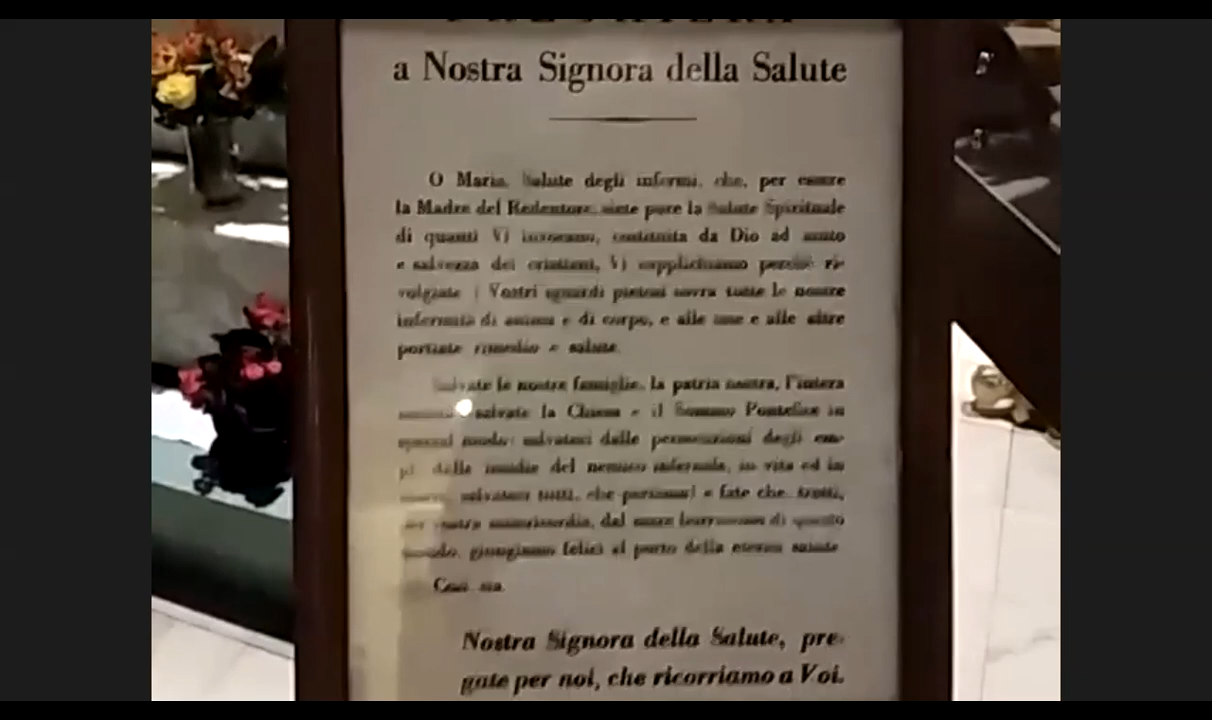 a Nostra Signora della Salute
O Maria, Salute degli infermi, che, per essere
la Madre del Redentore, siete pure la Salute Spirituale
di quanti Vi invocano, costituita da Dio ad aiuto
e salvezza dei cristiani, Vi supplichiamo perchè ri-
volgiate i Vostri sguardi pietosi sovra tutte le nostre
infermità di anima e di corpo, e alle une e alle altre
portiate rimedio e salute.
Salvate le nostre famiglie, la patria nostra, l'intera
salvate la Chiesa e il Sommo Pontefice in
special modo; salvateci dalle persecuzioni degli em-
pi, dalle insidie del nemico infernale, in vita ed in
salvateci tutti, che periamo! e fate che, tutti,
vostra misericordia, dal mare di questo
mondo, giungiamo felici al porto della eterna salute.
Così sia.
Nostra Signora della Salute, pre-
gate per noi, che ricorriamo a Voi.